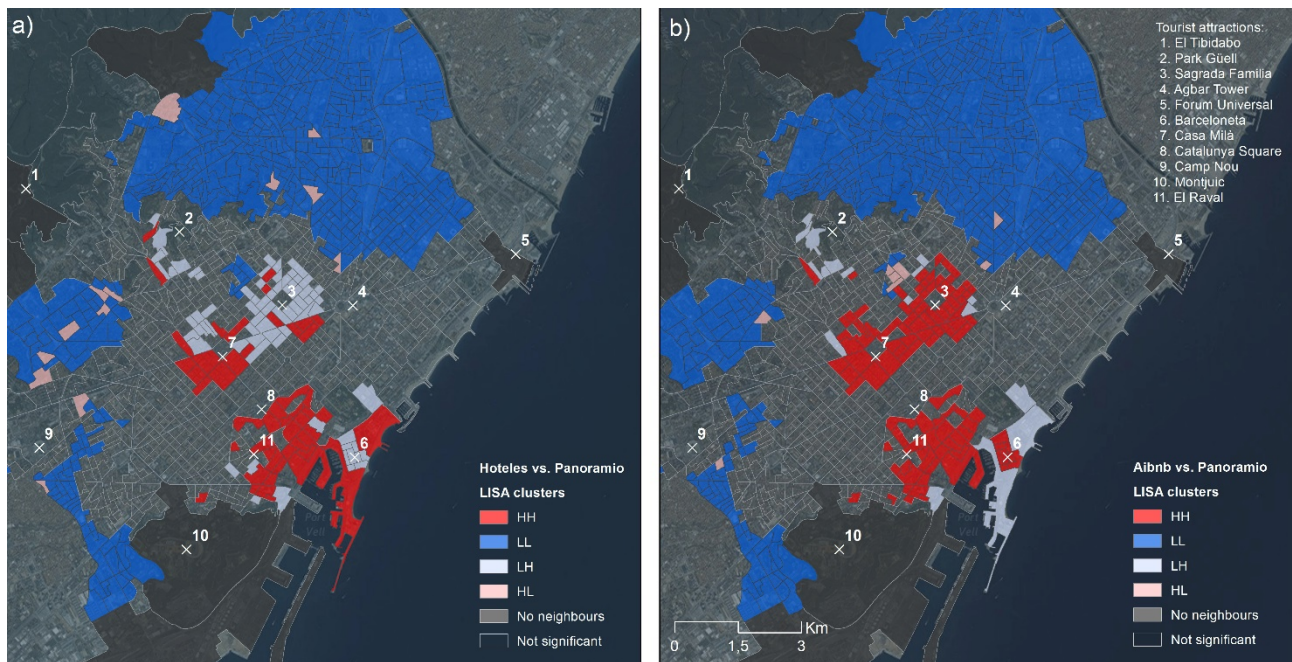 a)
1
2
3
4
5
6
7
8
9
10
11
Port
Vell
Hoteles vs. Panoramio
LISA clusters
HH
LL
LH
HL
No neighbours
Not significant
b)
Tourist attractions:
1. El Tibidabo
2. Park Güell
3. Sagrada Familia
4. Agbar Tower
5. Forum Universal
6. Barceloneta
7. Casa Milà
8. Catalunya Square
9. Camp Nou
10. Montjuic
11. El Raval
1
2
3
4
5
6
7
8
9
10
11
Port
Vell
Aibnb vs. Panoramio
LISA clusters
HH
LL
LH
HL
No neighbours
Not significant
Km
0 1,5 3